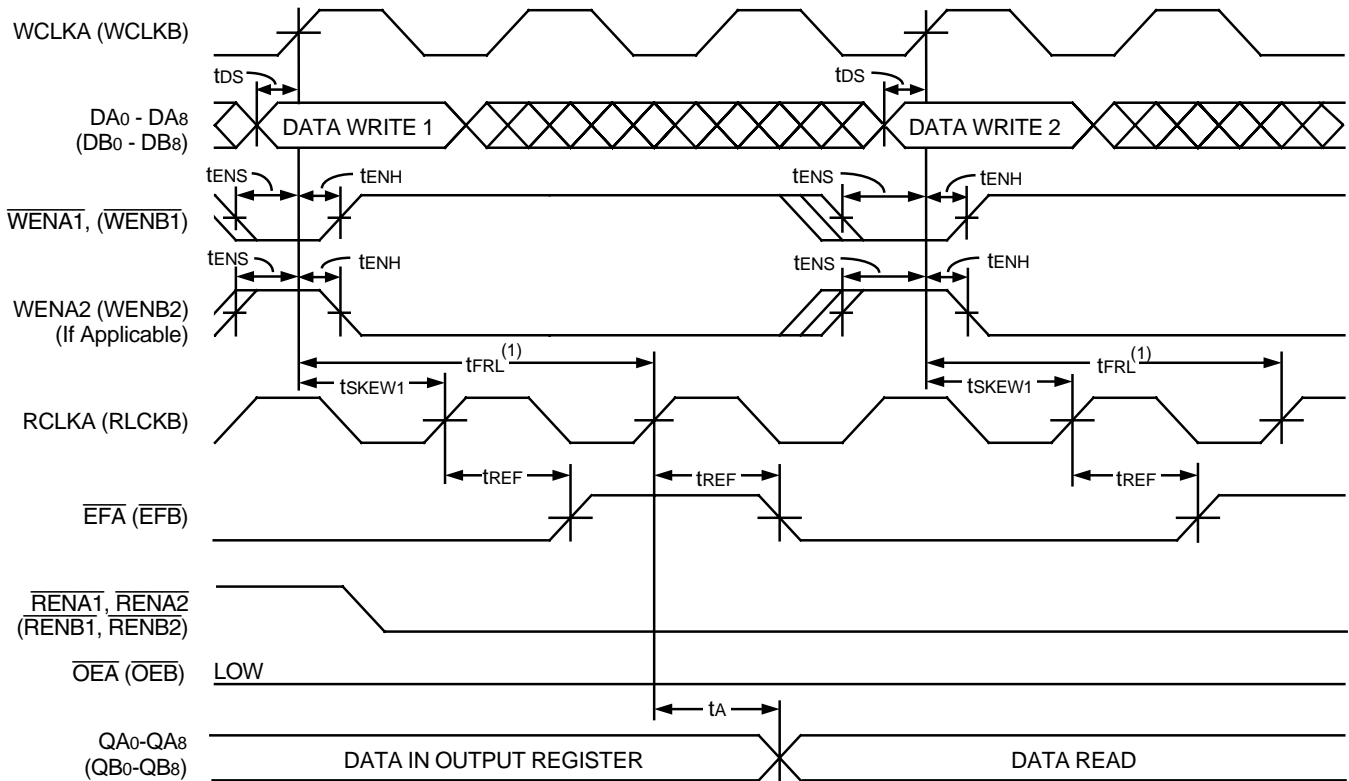 WCLKA (WCLKB)
tDS
tDS
DA0 - DA8
(DB0 - DB8)
DATA WRITE 1
DATA WRITE 2
tENS
tENH
tENS
tENH
WENA1, (WENB1)
tENS
tENH
tENS
tENH
WENA2 (WENB2)
(If Applicable)
tFRL(1)
tFRL(1)
tSKEW1
tSKEW1
RCLKA (RLCKB)
tREF
tREF
tREF
EFA (EFB)
RENA1, RENA2
(RENB1, RENB2)
OEA (OEB)
LOW
tA
QA0-QA8
(QB0-QB8)
DATA IN OUTPUT REGISTER
DATA READ